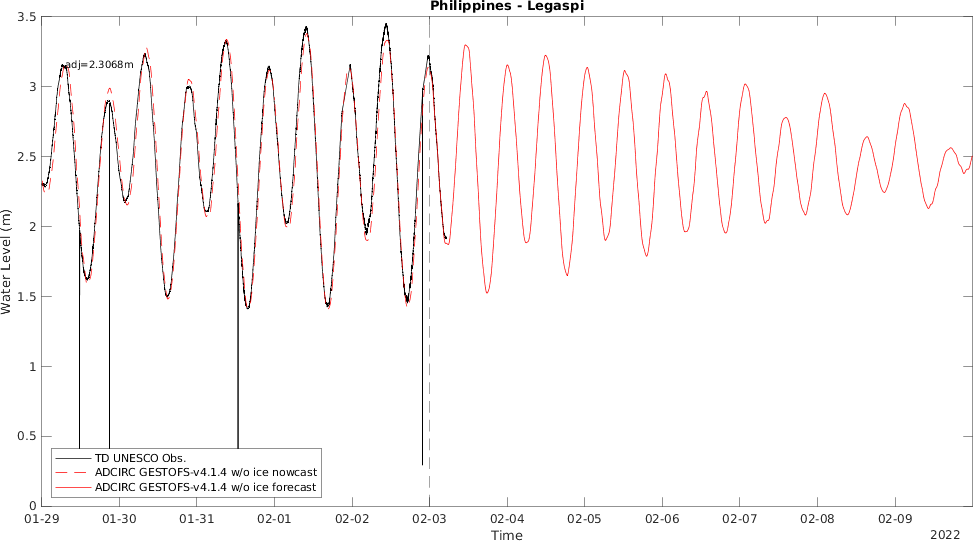 Philippines - Legaspi
3.5
adj=2.3068m
3
2.5
2
1.5
1
0.5
0
Water Level (m)
TD UNESCO Obs.
ADCIRC GESTOFS-v4.1.4 w/o ice nowcast
ADCIRC GESTOFS-v4.1.4 w/o ice forecast
01-29 01-30 01-31 02-01 02-02 02-03 02-04 02-05 02-06 02-07 02-08 02-09
Time
2022